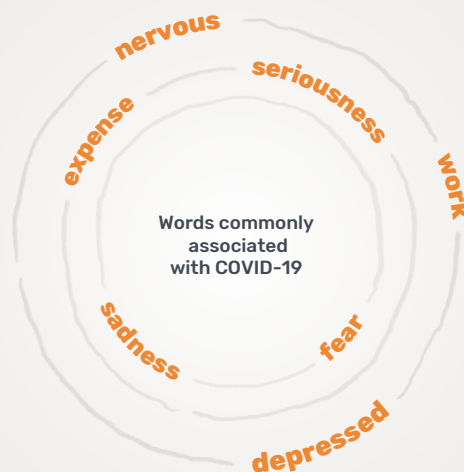 nervous
seriousness
expense
work
Words commonly
associated
with COVID-19
sadness
fear
depressed